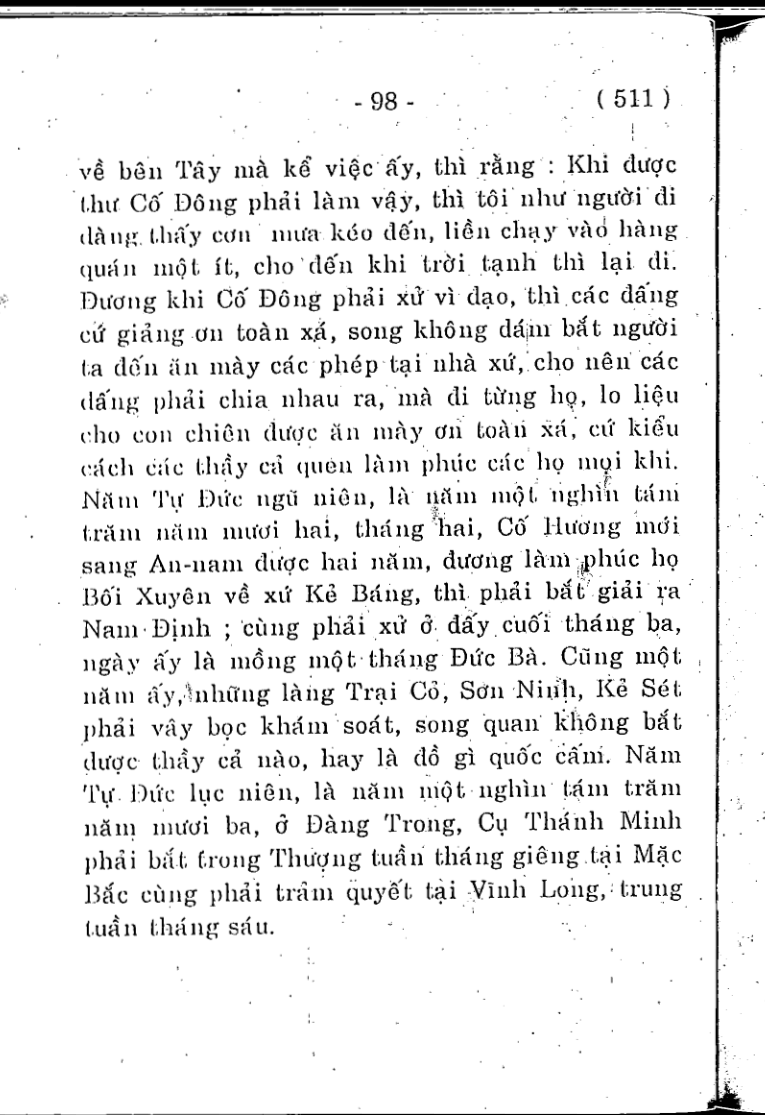 - 98 - ( 511 )
về bên Tây mà kể việc ấy, thì rằng : Khi được
thư Cố Đông phải làm vậy, thì tôi như người đi
đàng thấy cơn mưa kéo đến, liền chạy vào hàng
quán một ít, cho đến khi trời tạnh thì lại đi.
Đương khi Cố Đông phải xử vì đạo, thì các đấng
cứ giảng ơn toàn xá, song không dám bắt người
ta đến ăn mày các phép tại nhà xứ, cho nên các
đấng phải chia nhau ra, mà đi từng họ, lo liệu
cho con chiên được ăn mày ơn toàn xá, cứ kiểu
cách các thầy cả quen làm phúc các họ mọi khi.
Năm Tự Đức ngũ niên, là năm một nghìn tám
trăm năm mươi hai, tháng hai, Cố Hương mới
sang An-nam được hai năm, đương làm phúc họ
Bối Xuyên về xứ Kẻ Báng, thì phải bắt giải ra
Nam Định ; cùng phải xử ở đấy cuối tháng ba,
ngày ấy là mồng một tháng Đức Bà. Cũng một
năm ấy, những làng Trại Cỏ, Sơn Ninh, Kẻ Sét
phải vây bọc khám soát, song quan không bắt
được thầy cả nào, hay là đồ gì quốc cấm. Năm
Tự Đức lục niên, là năm một nghìn tám trăm
năm mươi ba, ở Đàng Trong, Cụ Thánh Minh
phải bắt trong Thượng tuần tháng giêng tại Mặc
Bắc cùng phải trảm quyết tại Vĩnh Long, trung
tuần tháng sáu.